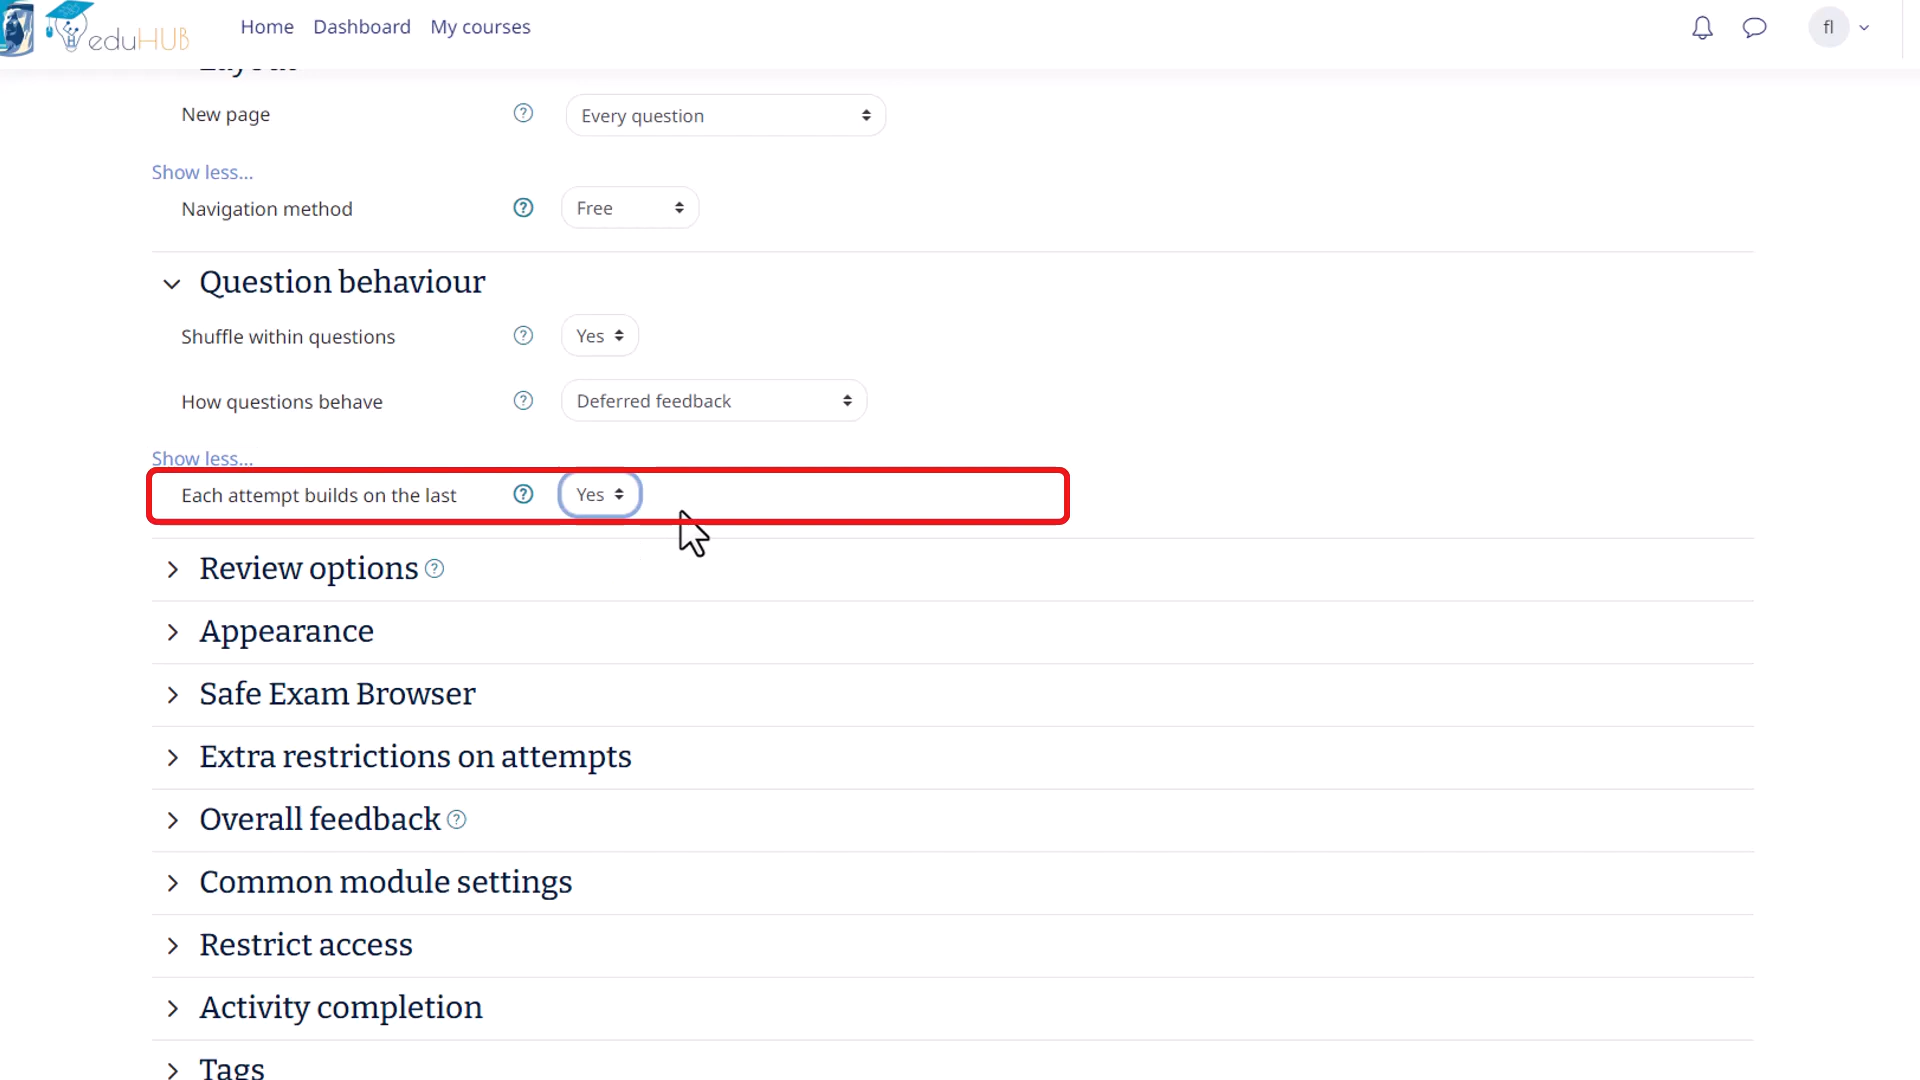 eduHUB
Home Dashboard My courses
fl
New page
Every question
Show less...
Navigation method
Free
Question behaviour
Shuffle within questions
Yes
How questions behave
Deferred feedback
Show less...
Each attempt builds on the last
Yes
Review options
Appearance
Safe Exam Browser
Extra restrictions on attempts
Overall feedback
Common module settings
Restrict access
Activity completion
Tags